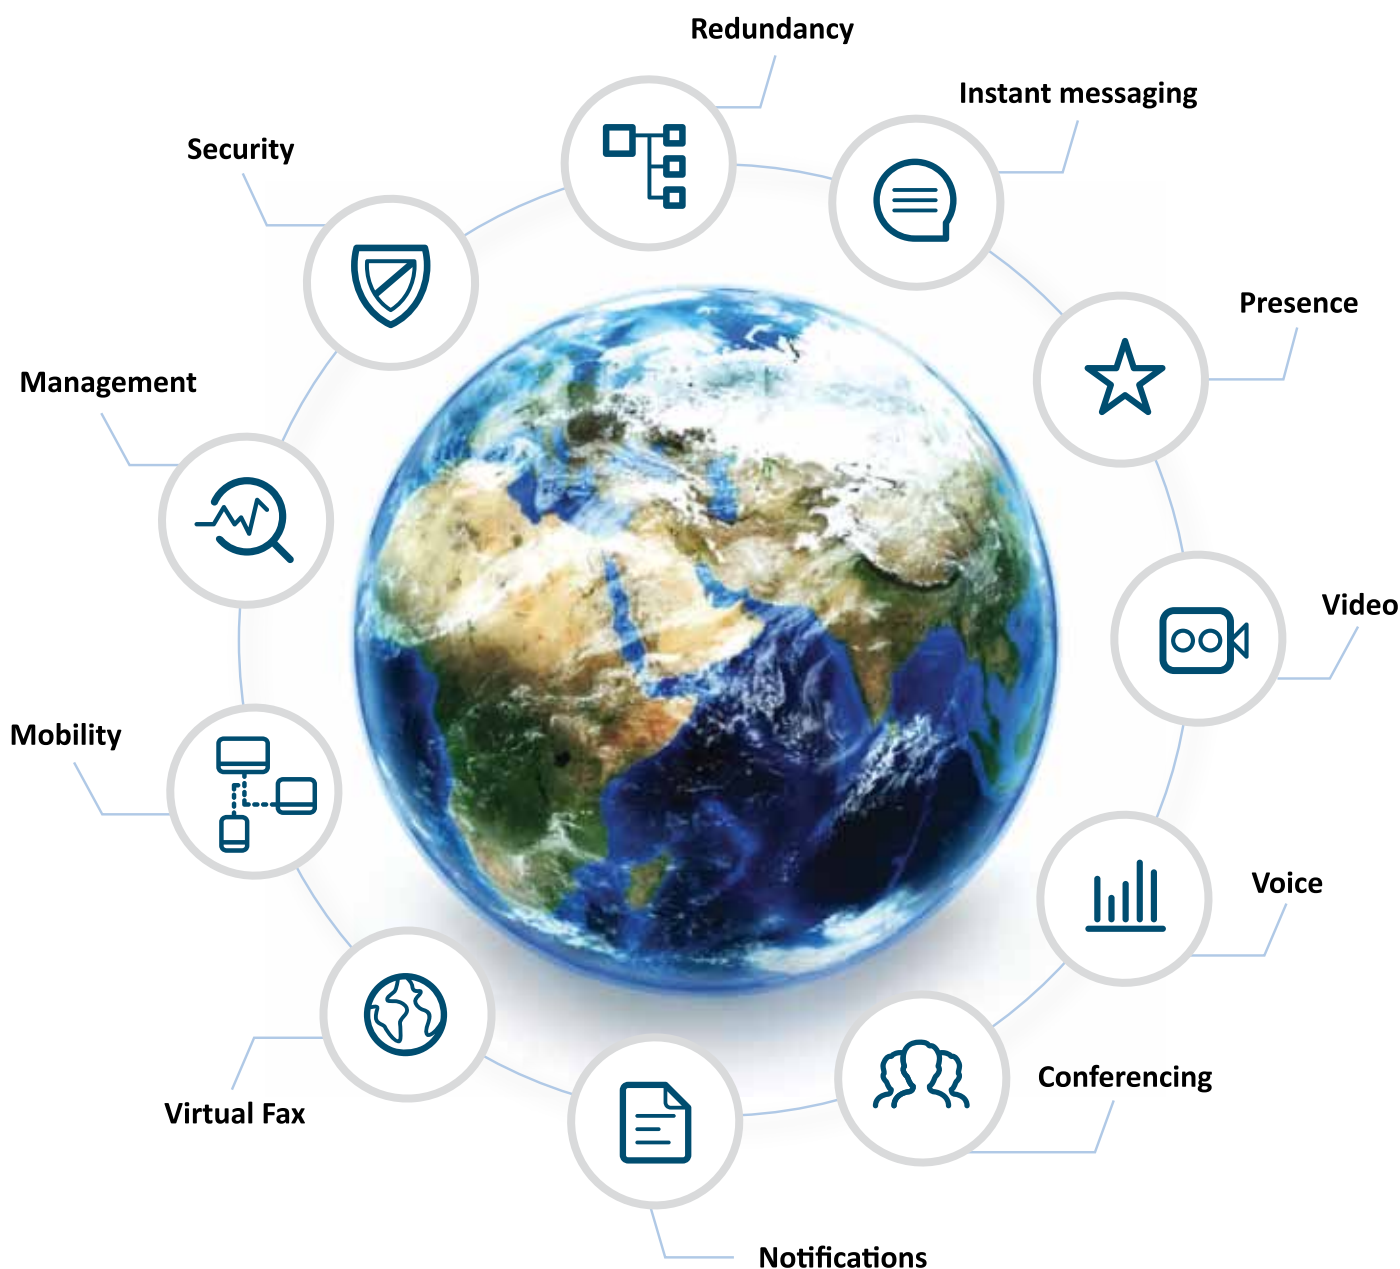 Redundancy
Instant messaging
Security
Presence
Management
Video
Mobility
Voice
Conferencing
Virtual Fax
Notifications